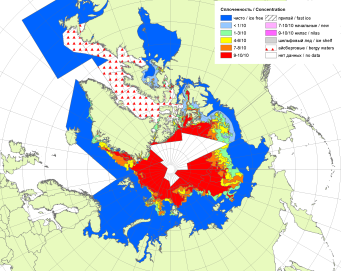 Сплоченность / Concentration
чисто / ice free
< 1/10
1-3/10
4-6/10
7-8/10
9-10/10
припай / fast ice
7-10/10 начальные / new
9-10/10 нилас / nilas
шельфовый лед / ice shelf
айсберговые / bergy waters
нет данных / no data